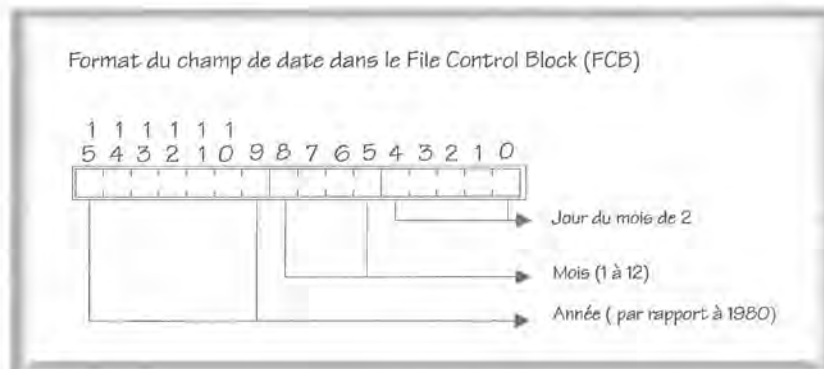 Format du champ de date dans le File Control Block (FCB)
1 1 1 1 1 1
5 4 3 2 1 0 9 8 7 6 5 4 3 2 1 0
Jour du mois de 2
Mois (1 à 12)
Année ( par rapport à 1980)